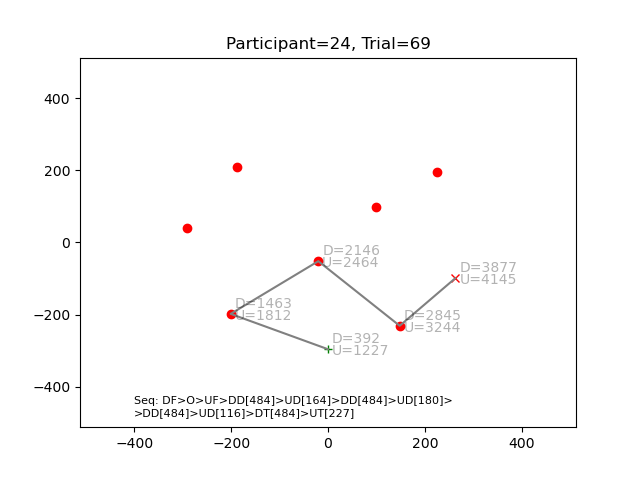 Participant=24, Trial=69
400
200
0
−200
−400
D=2146
U=2464
D=3877
U=4145
D=1463
U=1812
D=2845
U=3244
D=392
U=1227
Seq: DF>O>UF>DD[484]>UD[164]>DD[484]>UD[180]>
>DD[484]>UD[116]>DT[484]>UT[227]
−400 −200 0 200 400